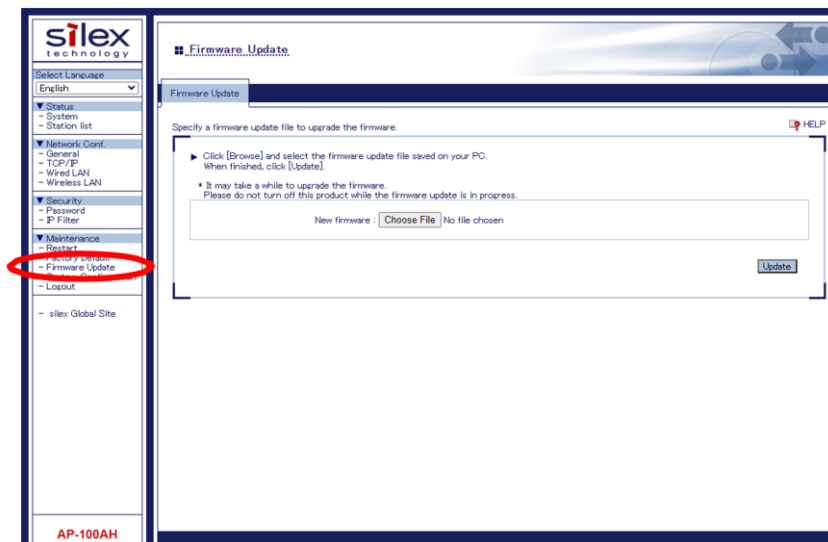 silex
technology
Select Language
English
▼ Status
- System
- Station list
▼ Network Conf.
- General
- TCP/IP
- Wired LAN
- Wireless LAN
▼ Security
- Password
- IP Filter
▼ Maintenance
- Restart
- Factory Default
- Firmware Update
- Logout
- silex Global Site
AP-100AH
Firmware Update
Firmware Update
Specify a firmware update file to upgrade the firmware.
HELP
Click [Browse] and select the firmware update file saved on your PC.
When finished, click [Update].
* It may take a while to upgrade the firmware.
Please do not turn off this product while the firmware update is in progress.
New firmware : Choose File No file chosen
Update